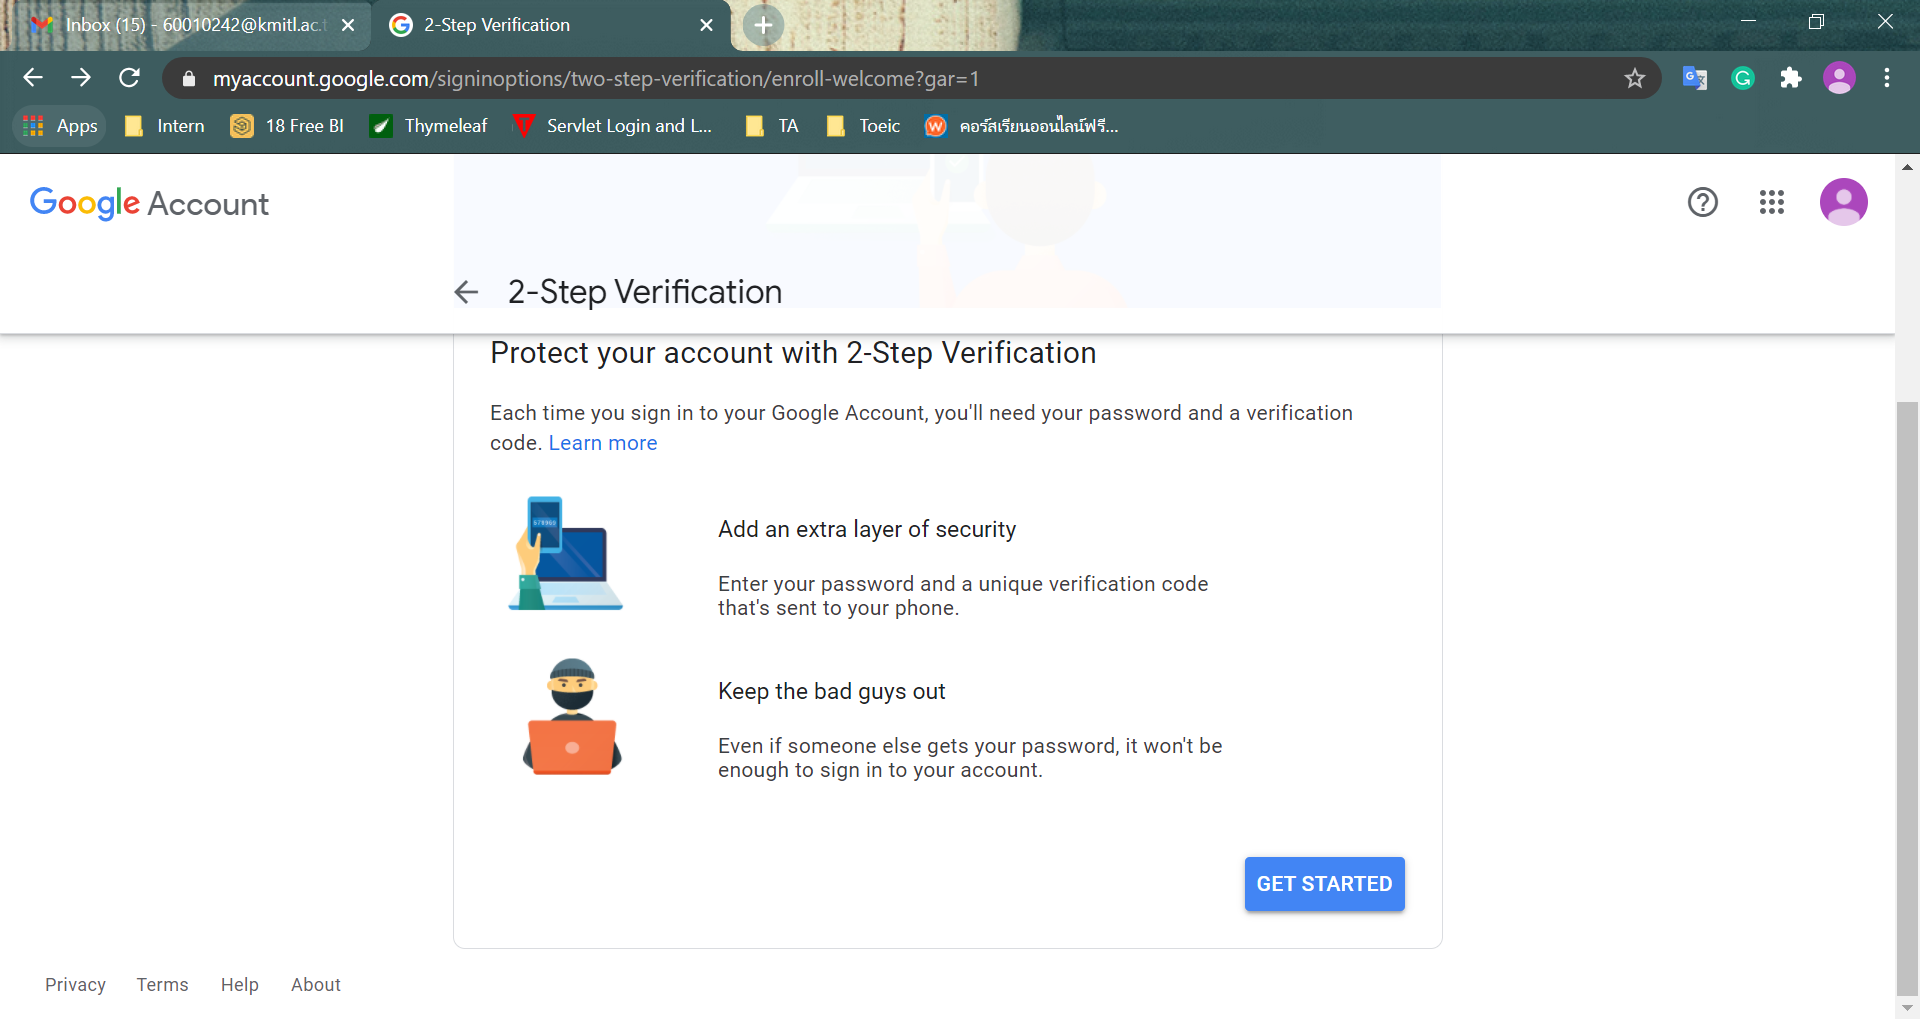 Inbox (15) - 60010242@kmitl.ac.t
2-Step Verification
myaccount.google.com/signinoptions/two-step-verification/enroll-welcome?gar=1
Apps
Intern
18 Free BI
Thymeleaf
Servlet Login and L...
TA
Toeic
คอร์สเรียนออนไลน์ฟรี...
Google Account
2-Step Verification
Protect your account with 2-Step Verification
Each time you sign in to your Google Account, you'll need your password and a verification
code. Learn more
Add an extra layer of security
Enter your password and a unique verification code
that's sent to your phone.
Keep the bad guys out
Even if someone else gets your password, it won't be
enough to sign in to your account.
GET STARTED
Privacy
Terms
Help
About